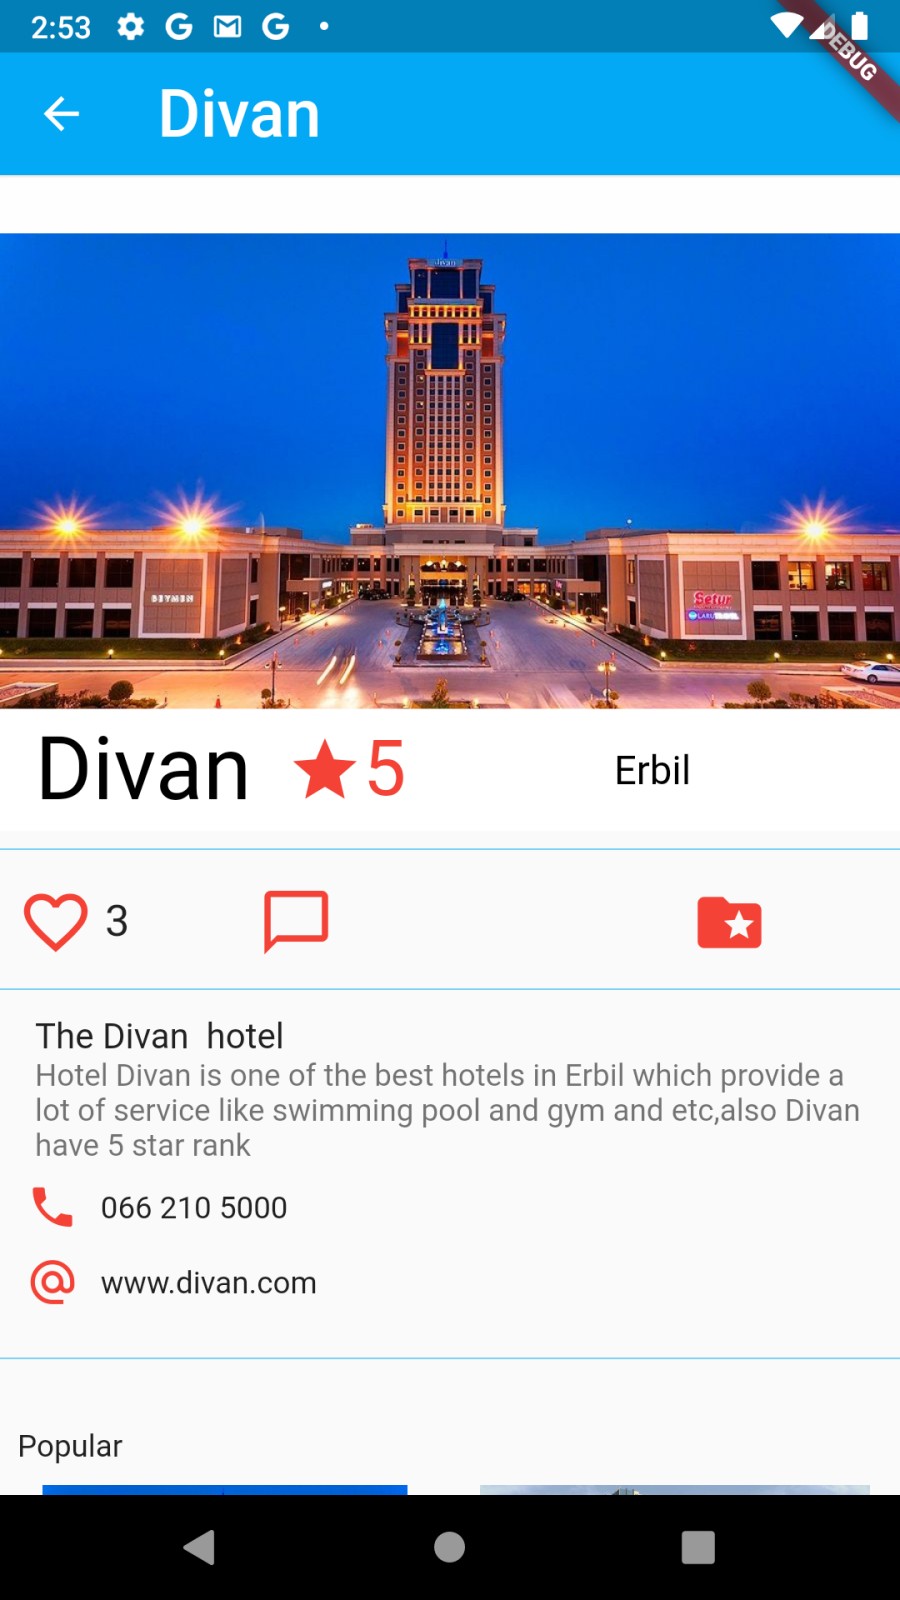 2:53
DEBUG
Divan
Divan
BEYMEN
Setur
Divan 5 Erbil
3
The Divan  hotel
Hotel Divan is one of the best hotels in Erbil which provide a
lot of service like swimming pool and gym and etc,also Divan
have 5 star rank
066 210 5000
www.divan.com
Popular